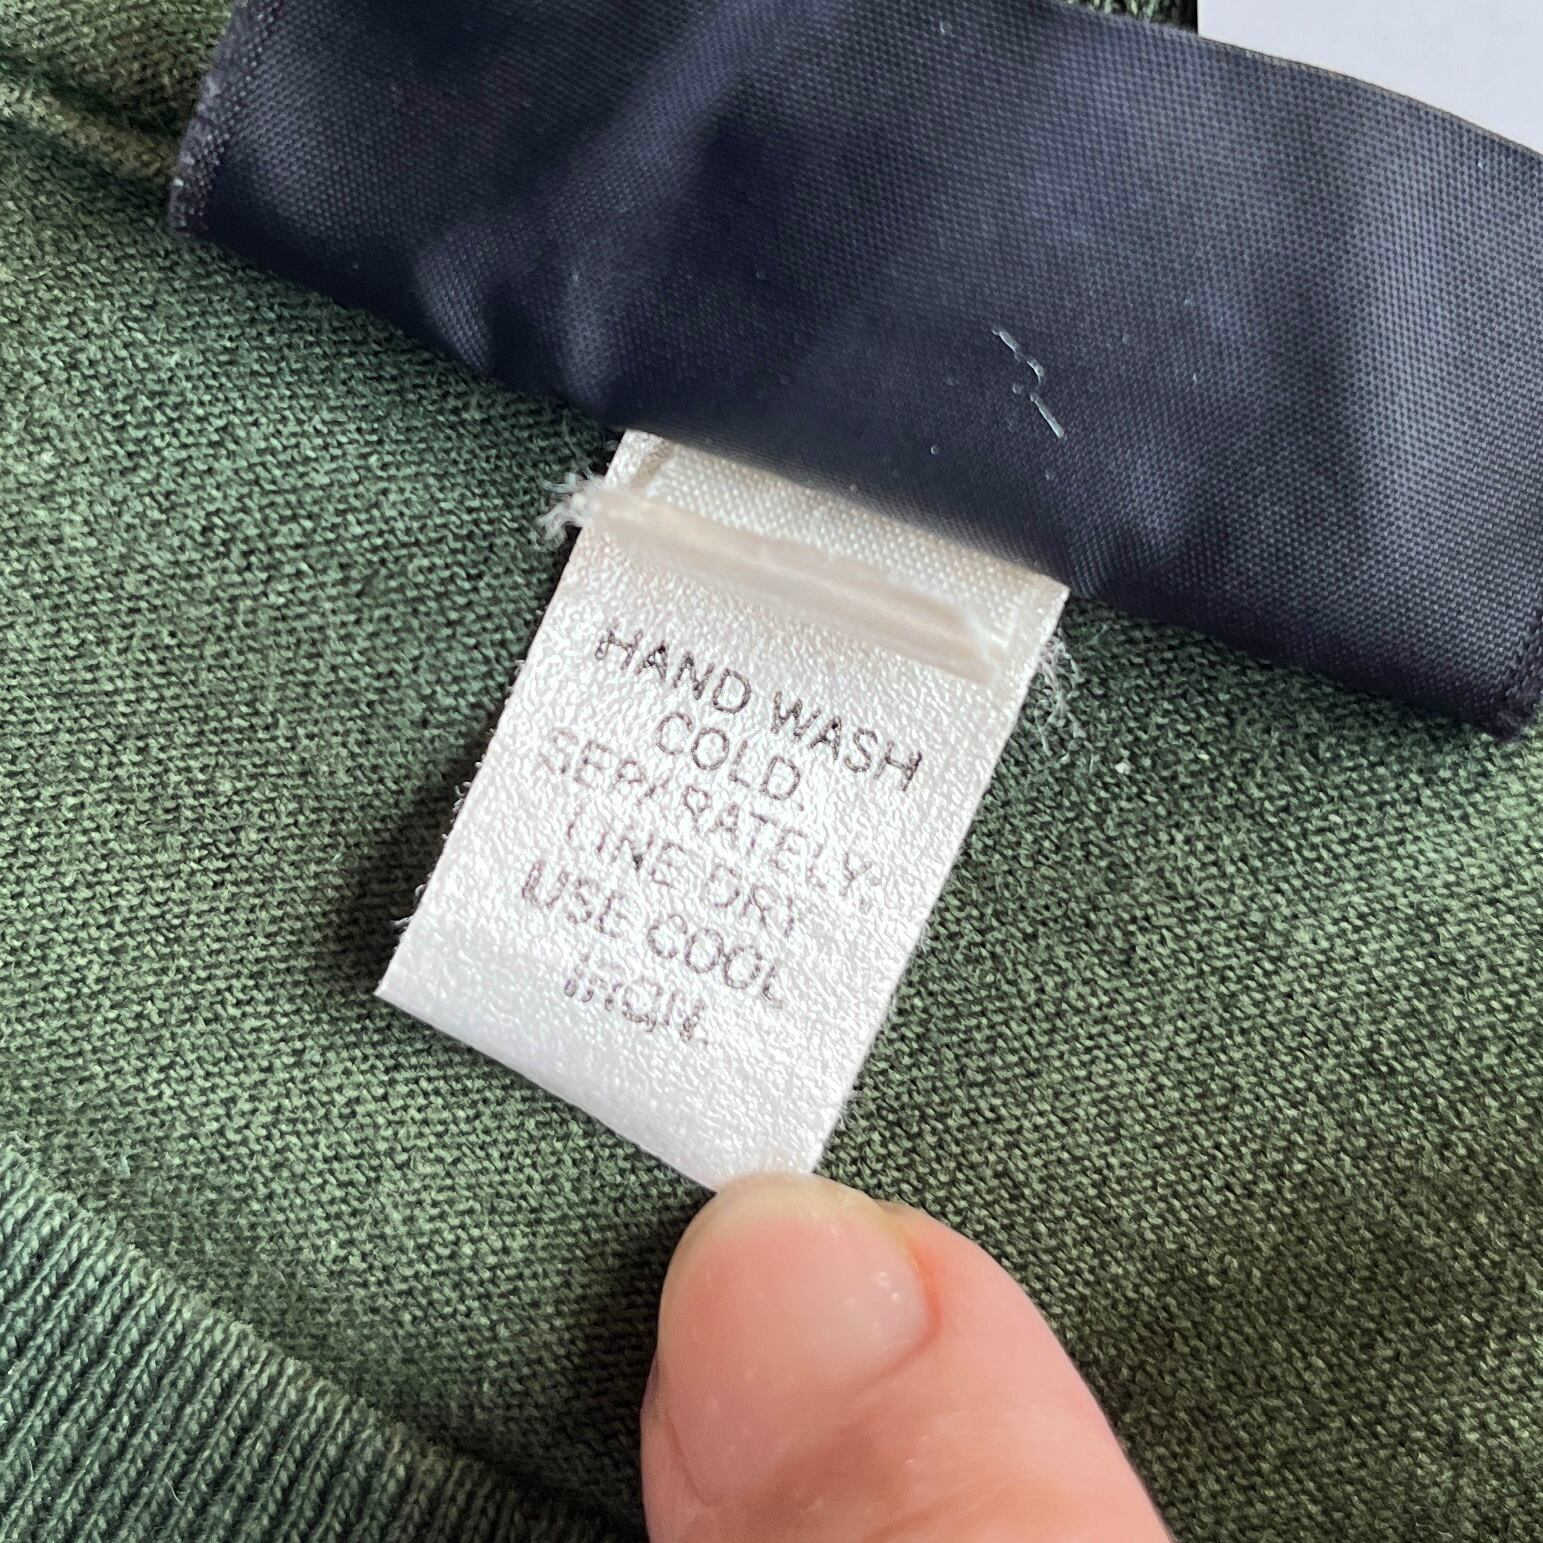 HAND WASH
COLD.
SEPARATELY.
LINE DRY
USE COOL
IRON.